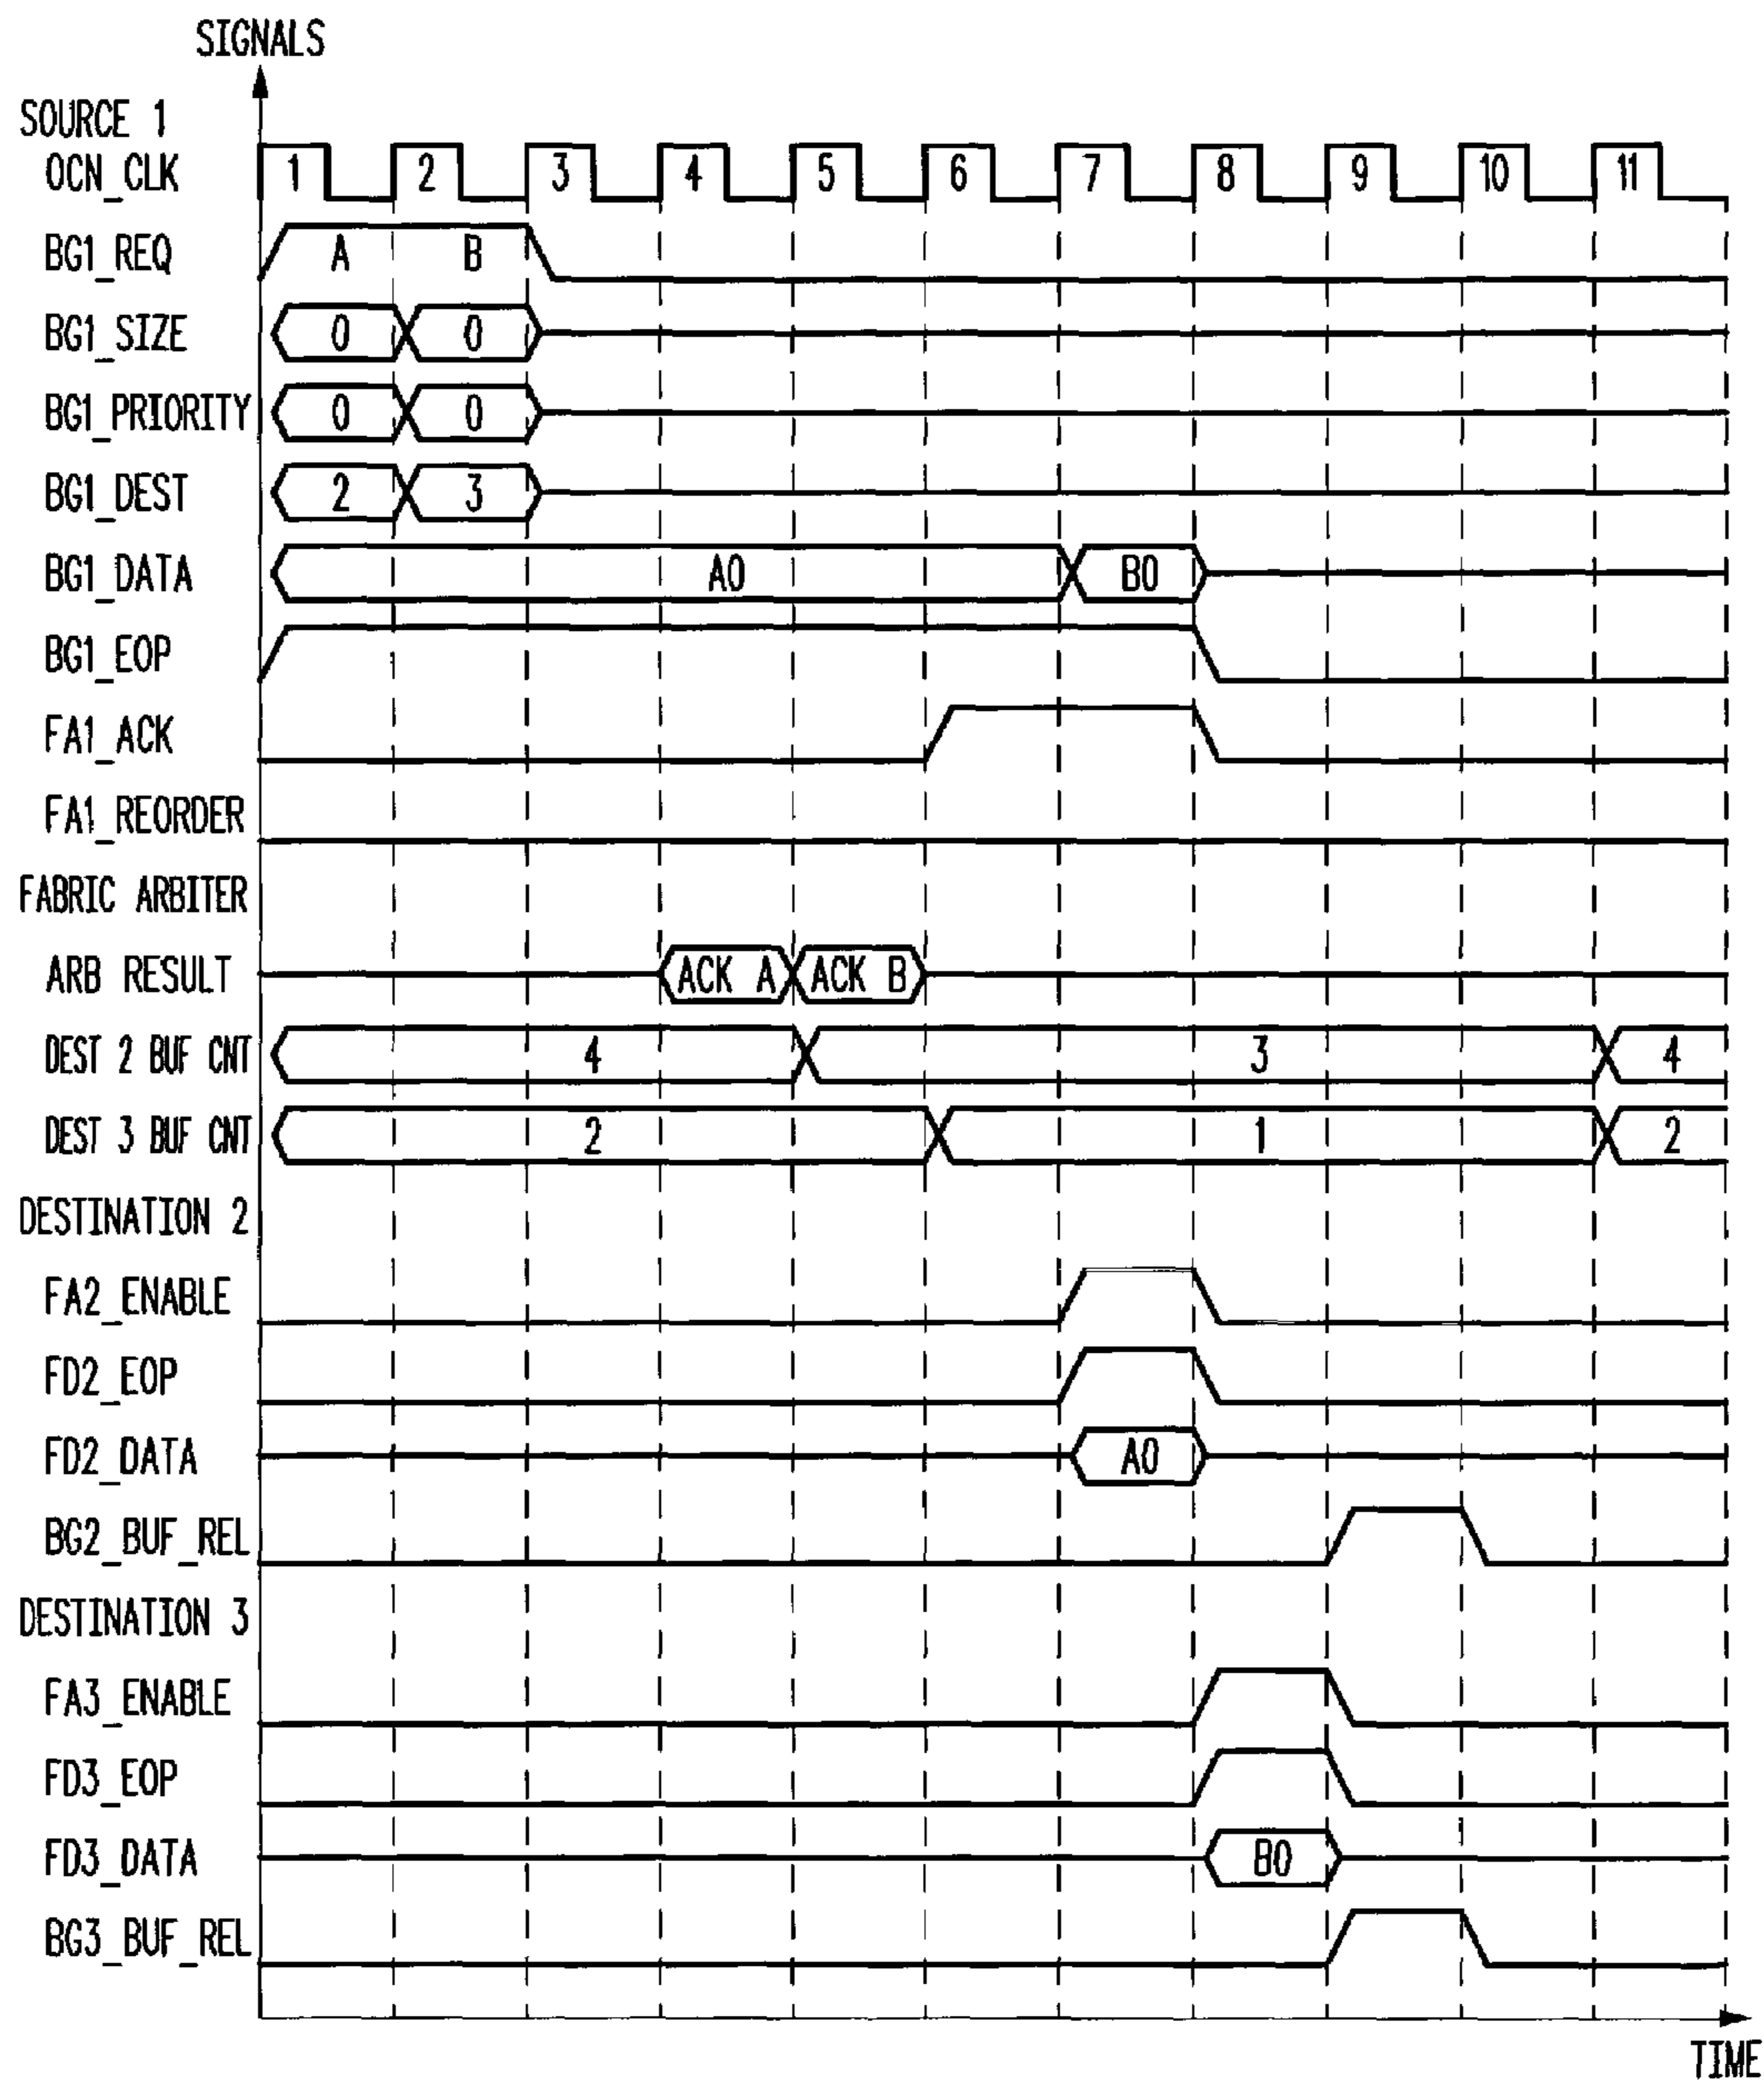 SIGNALS
SOURCE 1
OCN_CLK 1 2 3 4 5 6 7 8 9 10 11
BG1_REQ A B
BG1_SIZE 0 0
BG1_PRIORITY 0 0
BG1_DEST 2 3
BG1_DATA A0 B0
BG1_EOP
FA1_ACK
FA1_REORDER
FABRIC ARBITER
ARB RESULT ACK A ACK B
DEST 2 BUF CNT 4 3 4
DEST 3 BUF CNT 2 1 2
DESTINATION 2
FA2_ENABLE
FD2_EOP
FD2_DATA A0
BG2_BUF_REL
DESTINATION 3
FA3_ENABLE
FD3_EOP
FD3_DATA B0
BG3_BUF_REL
TIME